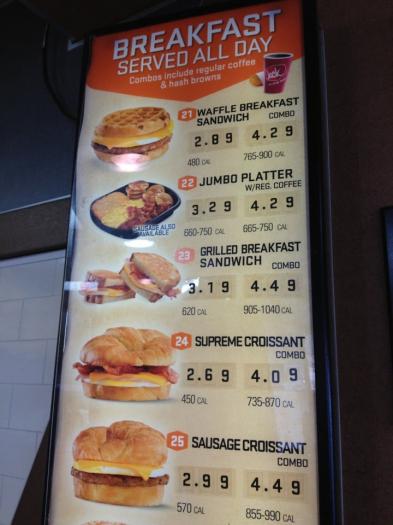 BREAKFAST
SERVED ALL DAY
Combos include regular coffee
& hash browns
21 WAFFLE BREAKFAST
SANDWICH COMBO
2.89 4.29
480 CAL 765-900 CAL
22 JUMBO PLATTER
W/REG. COFFEE
3.29 4.29
SAUSAGE ALSO
AVAILABLE
660-750 CAL 665-750 CAL
23 GRILLED BREAKFAST
SANDWICH COMBO
3.19 4.49
620 CAL 905-1040 CAL
24 SUPREME CROISSANT
COMBO
2.69 4.09
450 CAL 735-870 CAL
25 SAUSAGE CROISSANT
COMBO
2.99 4.49
570 CAL 855-990 CAL